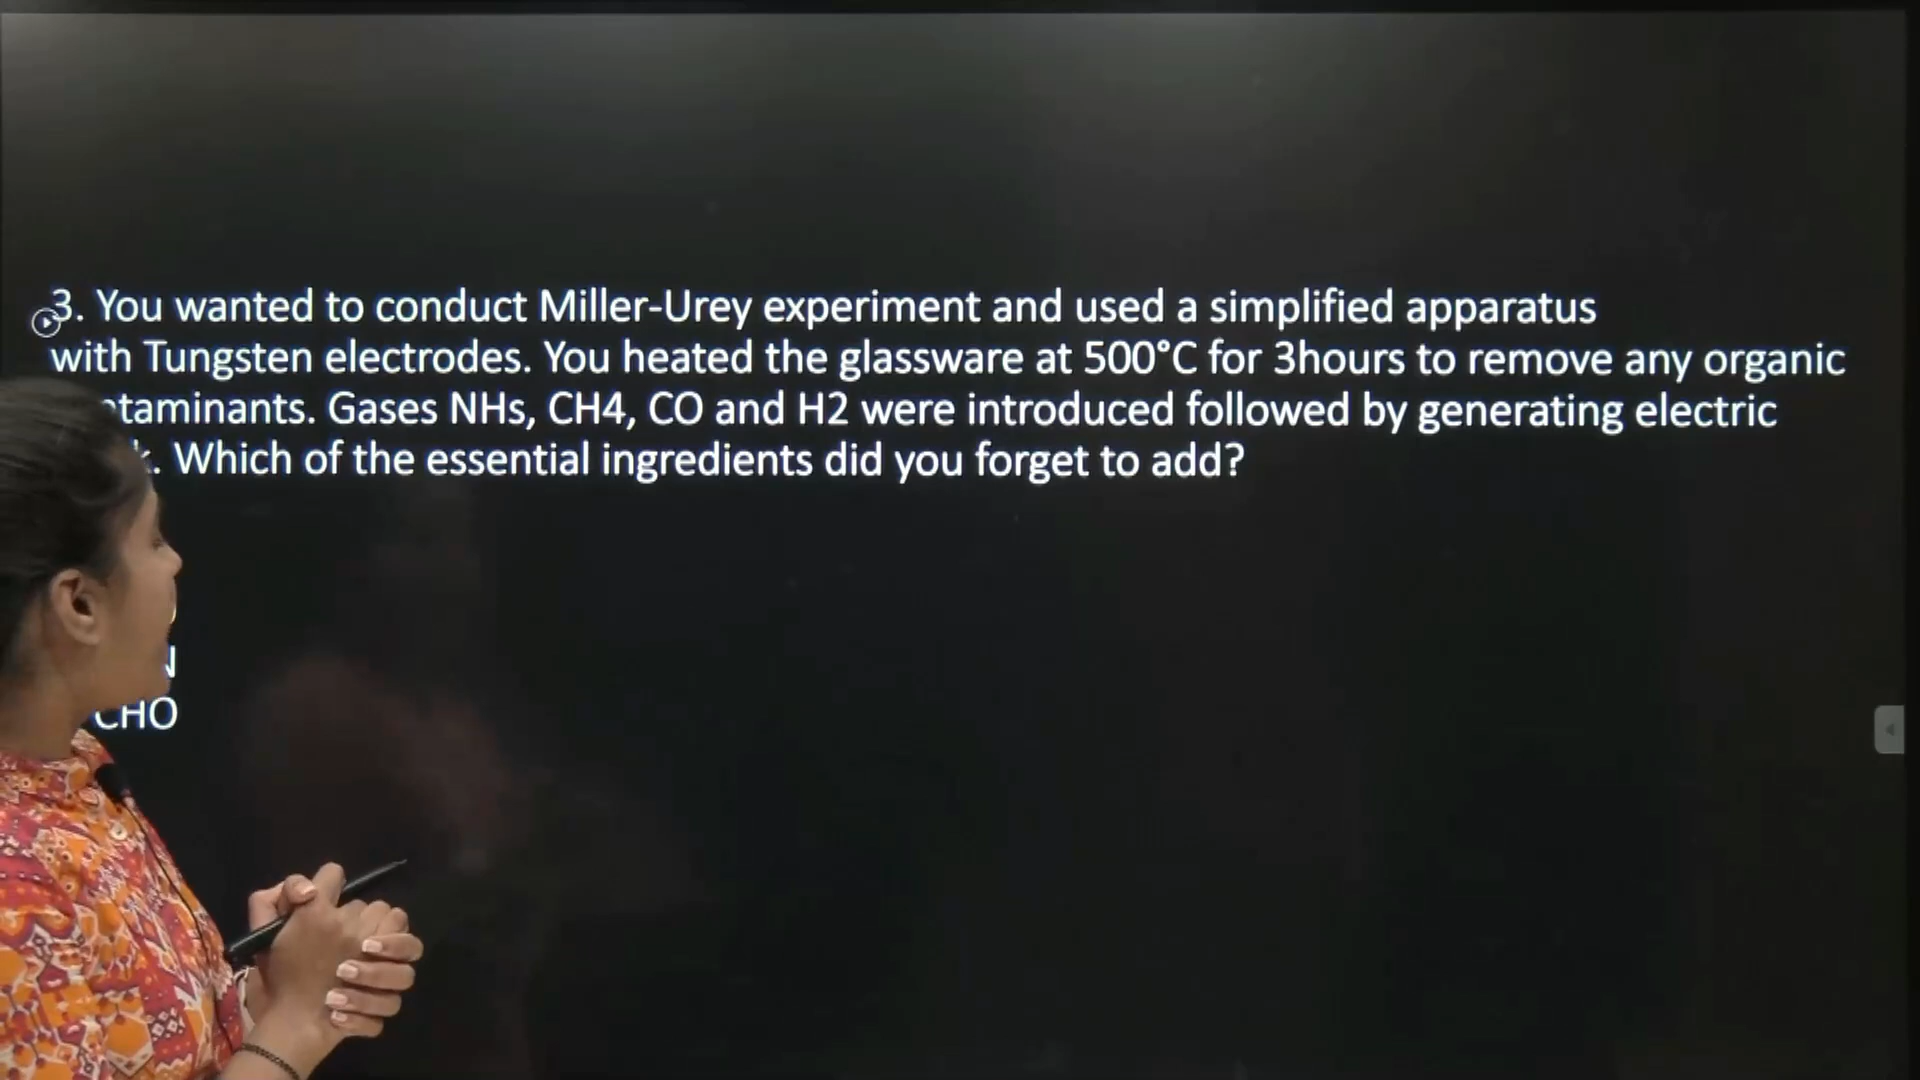 3. You wanted to conduct Miller-Urey experiment and used a simplified apparatus
with Tungsten electrodes. You heated the glassware at 500°C for 3hours to remove any organic
Gases NHs, CH4, CO and H2 were introduced followed by generating electric
Which of the essential ingredients did you forget to add?
CHO